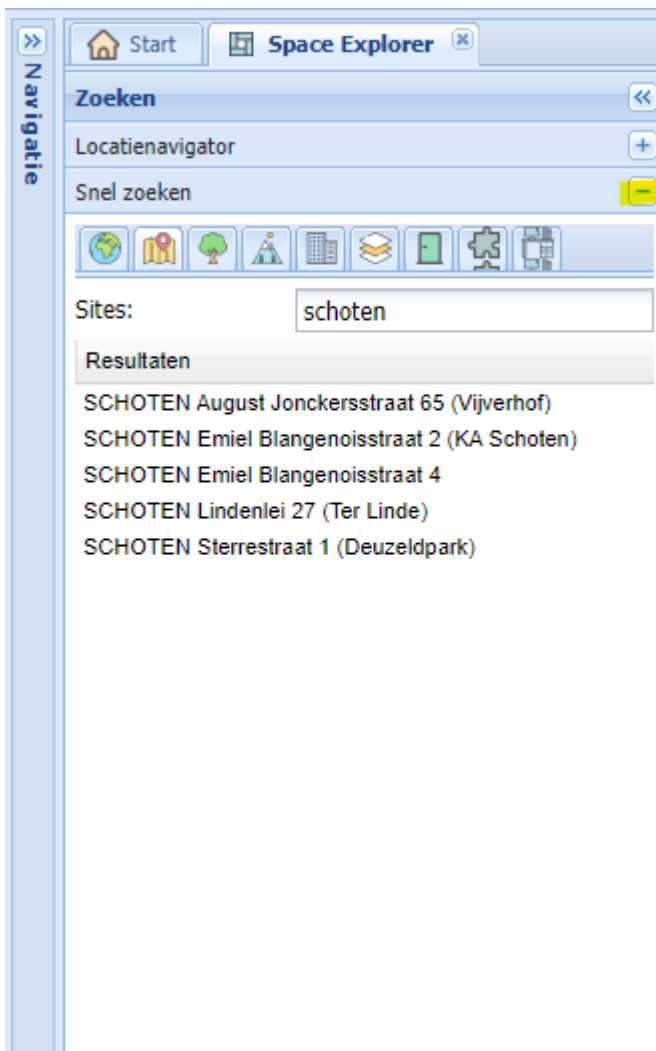 Navigatie
Start
Space Explorer
Zoeken
Locatienavigator
Snel zoeken
Sites: schoten
Resultaten
SCHOTEN August Jonckersstraat 65 (Vijverhof)
SCHOTEN Emiel Blangenoisstraat 2 (KA Schoten)
SCHOTEN Emiel Blangenoisstraat 4
SCHOTEN Lindenlei 27 (Ter Linde)
SCHOTEN Sterrestraat 1 (Deuzeldpark)